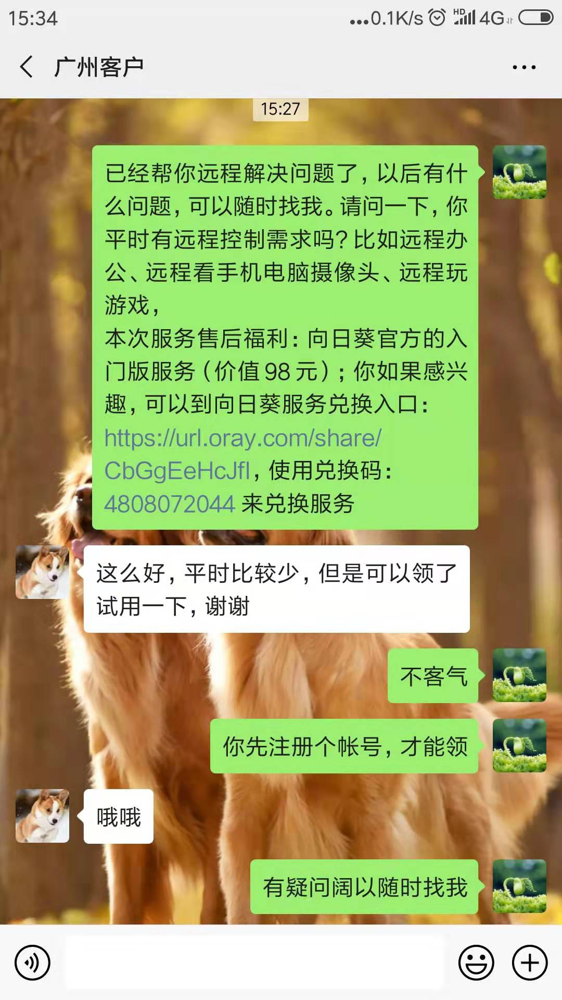 15:34
...0.1K/s
HD
4G
广州客户
15:27
已经帮你远程解决问题了，以后有什
么问题，可以随时找我。请问一下，你
平时有远程控制需求吗？比如远程办
公、远程看手机电脑摄像头、远程玩
游戏，
本次服务售后福利：向日葵官方的入
门版服务（价值98元）；你如果感兴
趣，可以到向日葵服务兑换入口：
https://url.oray.com/share/
CbGgEeHcJfl，使用兑换码：
4808072044 来兑换服务
这么好，平时比较少，但是可以领了
试用一下，谢谢
不客气
你先注册个帐号，才能领
哦哦
有疑问阔以随时找我